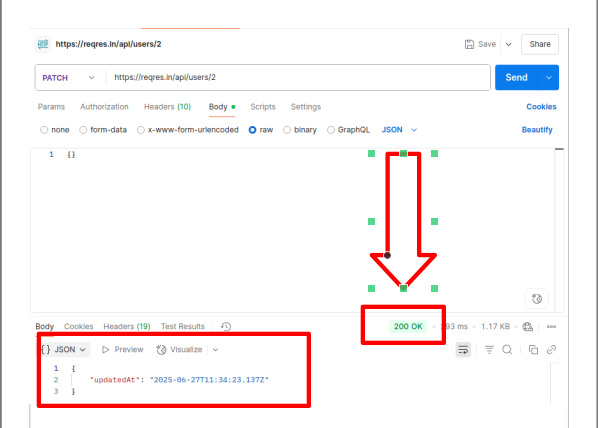 https://reqres.in/api/users/2 Save Share
PATCH https://reqres.in/api/users/2 Send
Params Authorization Headers (10) Body Scripts Settings Cookies
none form-data x-www-form-urlencoded raw binary GraphQL JSON Beautify
1 {}
Body Cookies Headers (19) Test Results 200 OK 93 ms 1.17 KB
{} JSON Preview Visualize
1 {
2 "updatedAt": "2025-06-27T11:34:23.137Z"
3 }